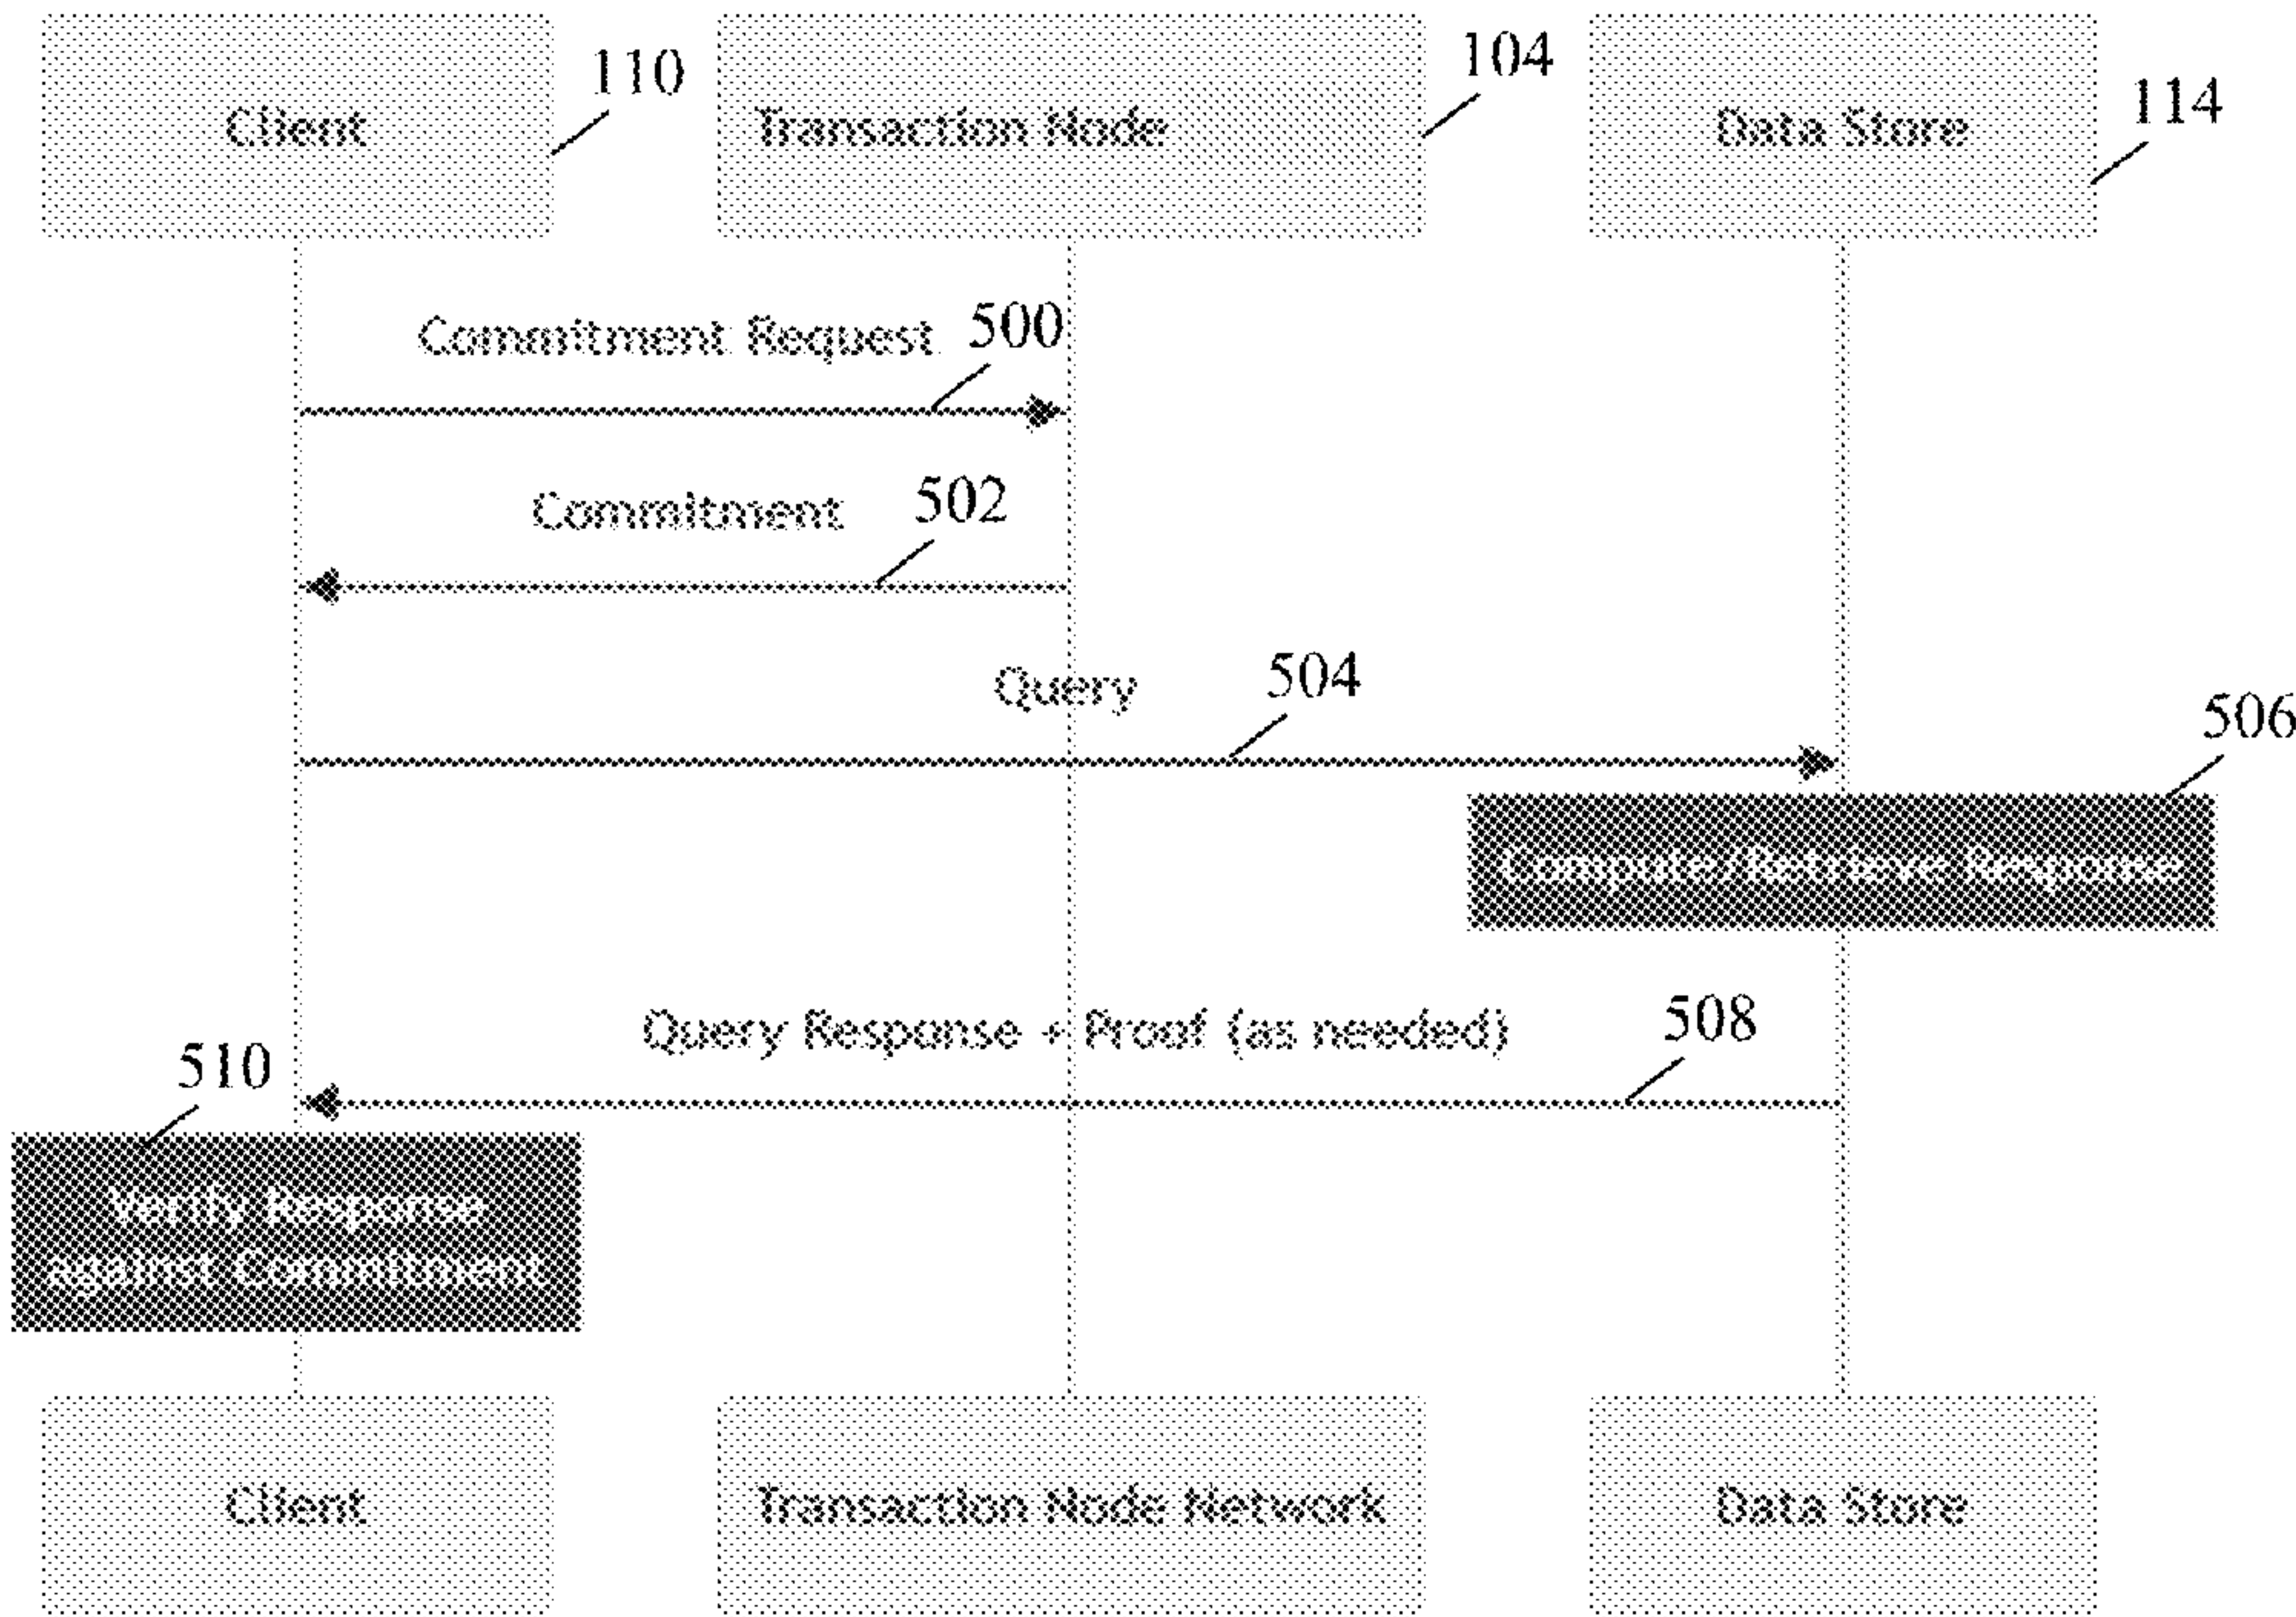 Client
110
Transaction Node
104
Data Store
114
Commitment Request
500
Commitment
502
Query
504
506
Compute/Retrieve Response
Query Response + Proof (as needed)
508
510
Verify Response
against Commitment
Client
Transaction Node Network
Data Store